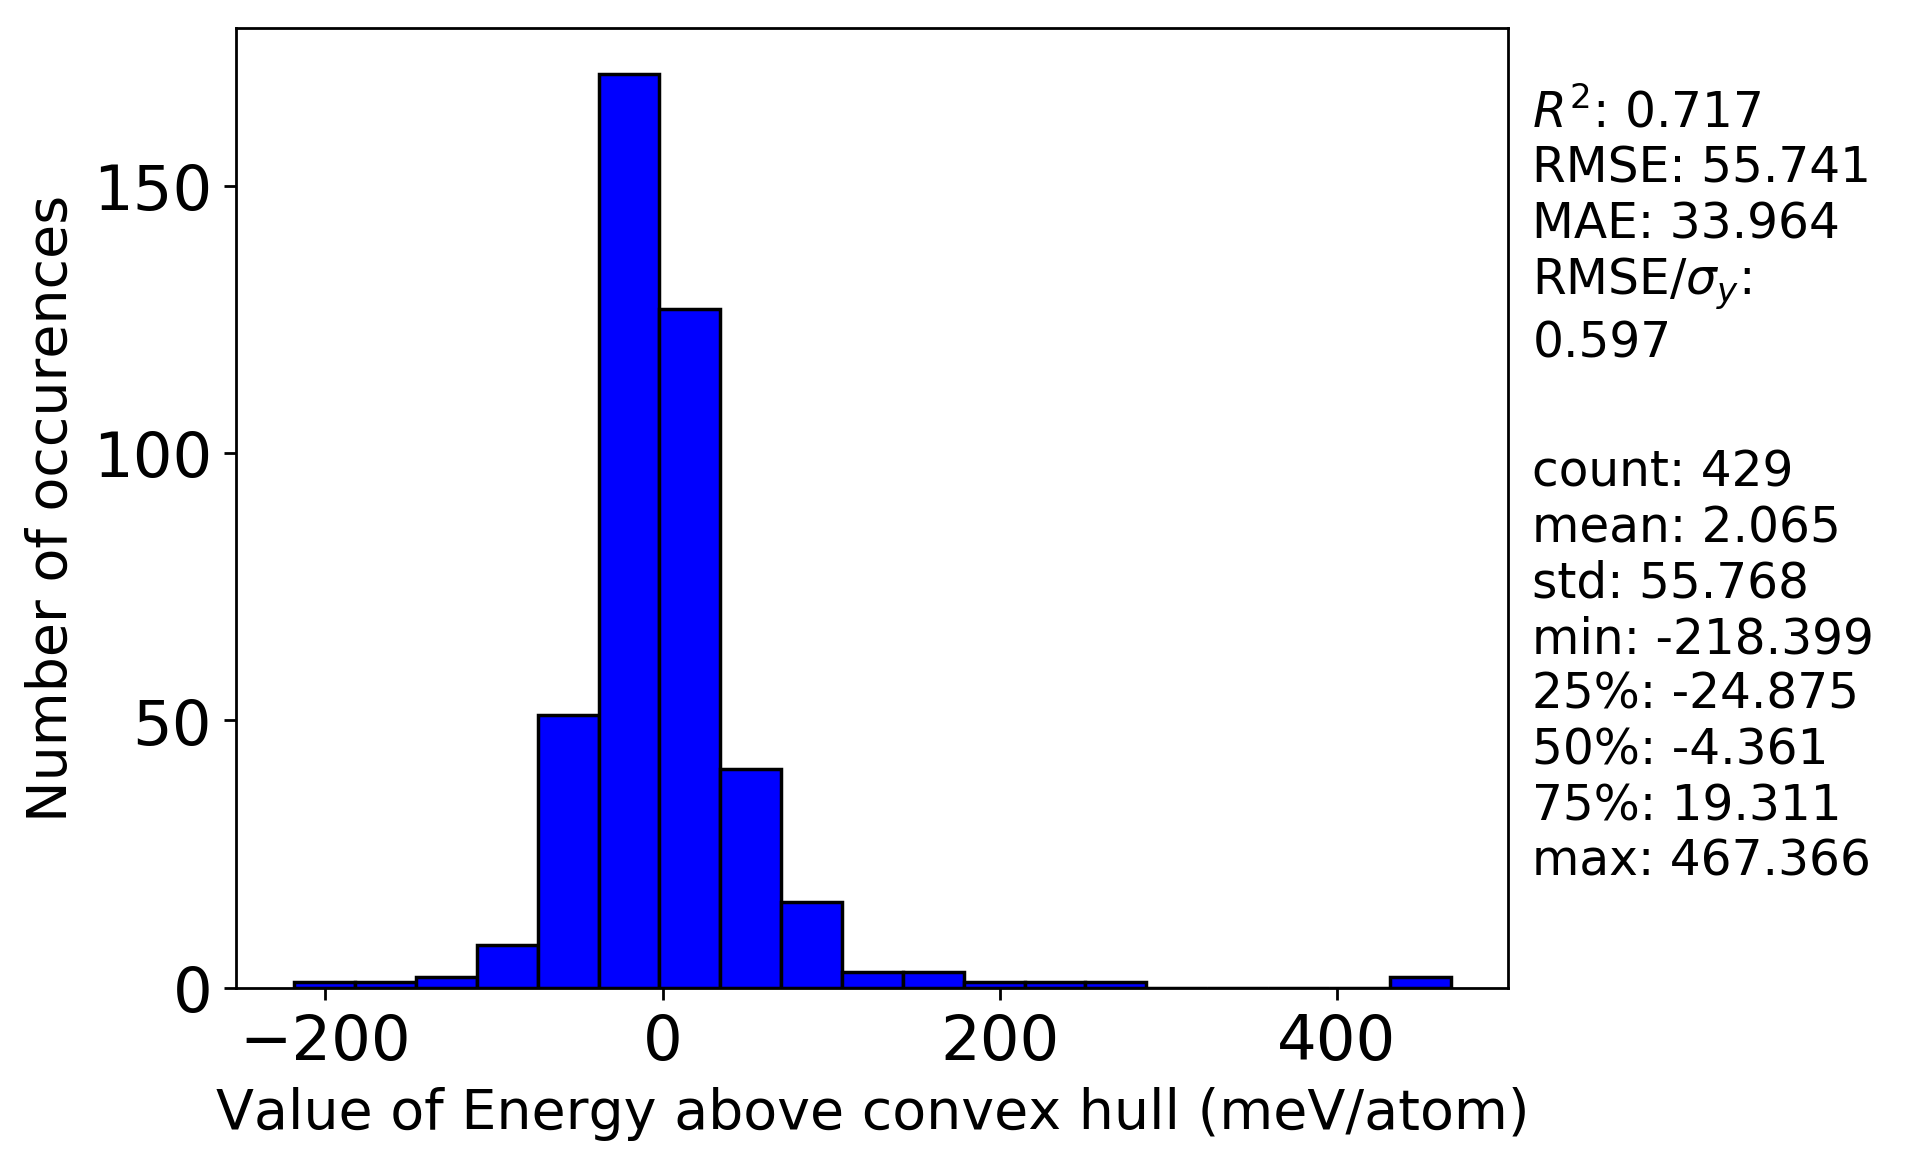 Number of occurences
150
100
50
0
−200
0
200
400
Value of Energy above convex hull (meV/atom)
R²: 0.717
RMSE: 55.741
MAE: 33.964
RMSE/σy:
0.597
count: 429
mean: 2.065
std: 55.768
min: -218.399
25%: -24.875
50%: -4.361
75%: 19.311
max: 467.366